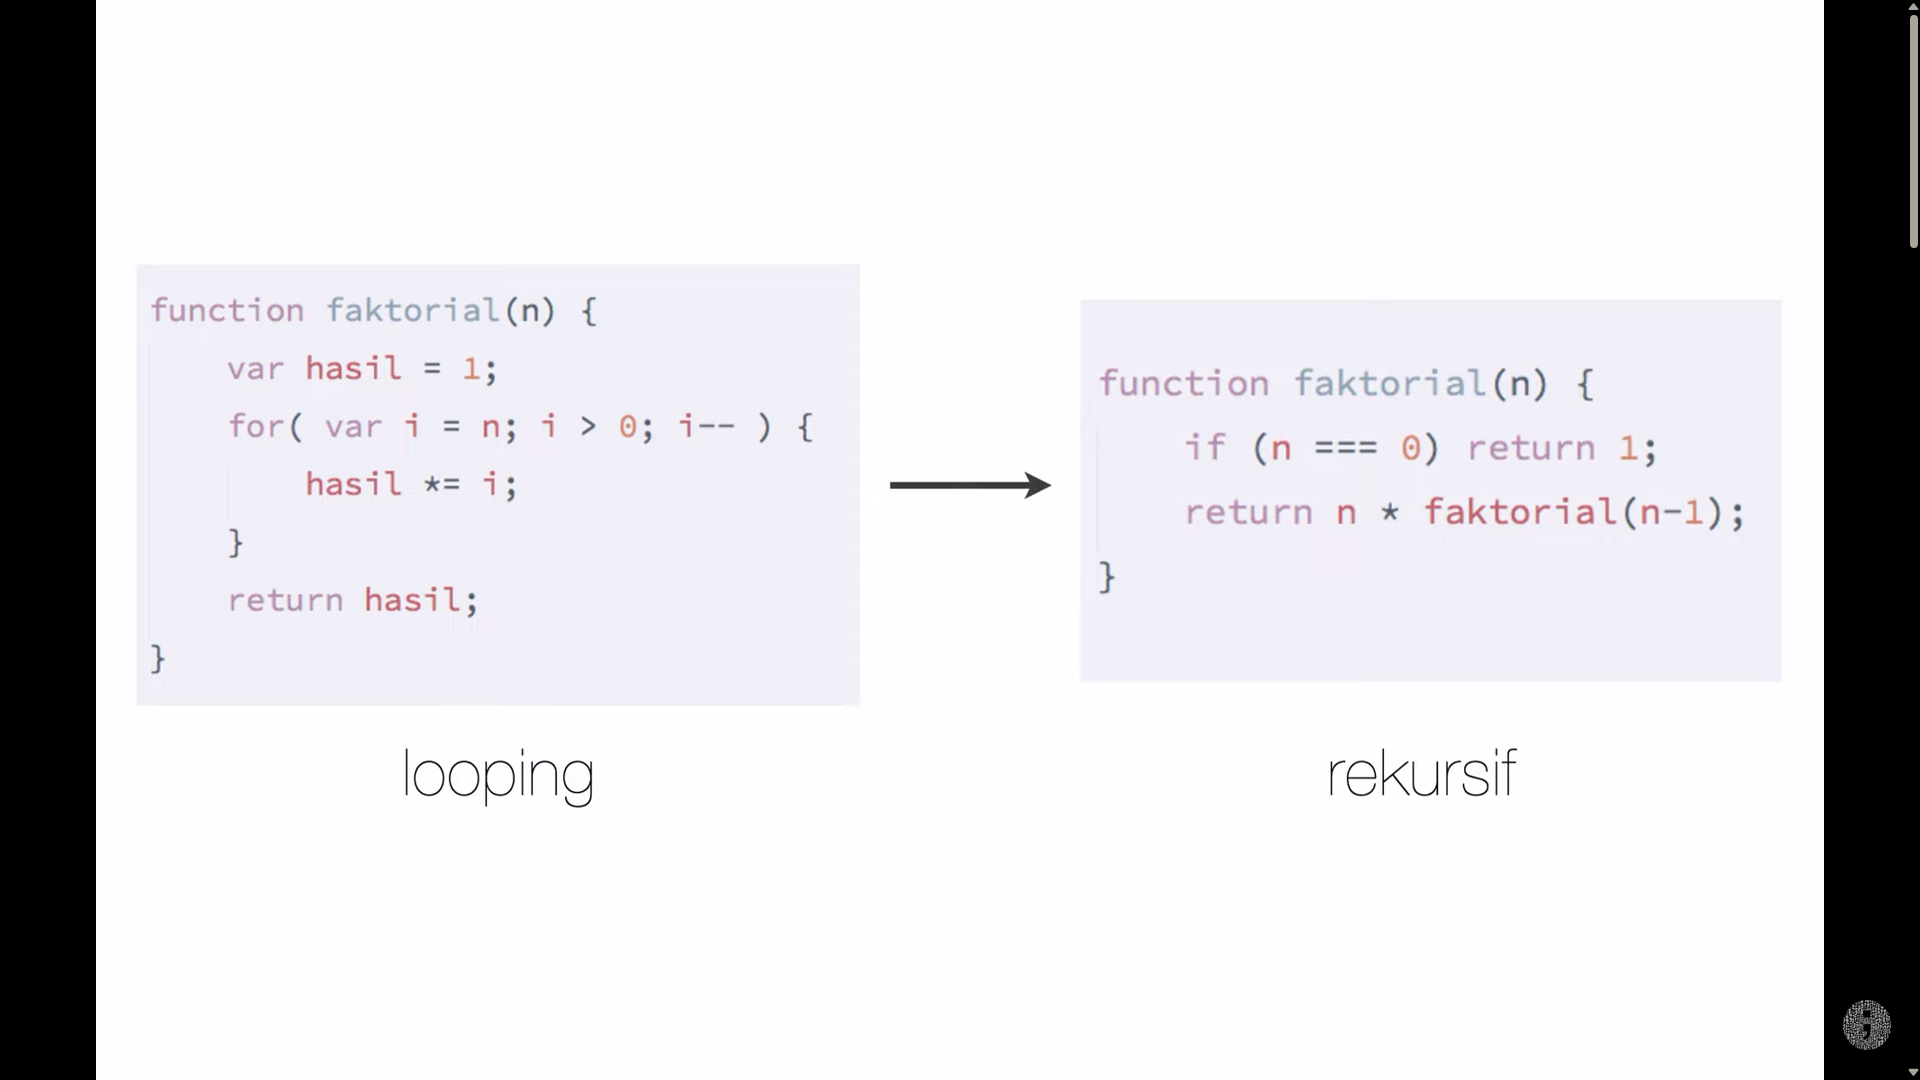 function faktorial(n) {
    var hasil = 1;
    for( var i = n; i > 0; i-- ) {
        hasil *= i;
    }
    return hasil;
}
looping
function faktorial(n) {
    if (n === 0) return 1;
    return n * faktorial(n-1);
}
rekursif